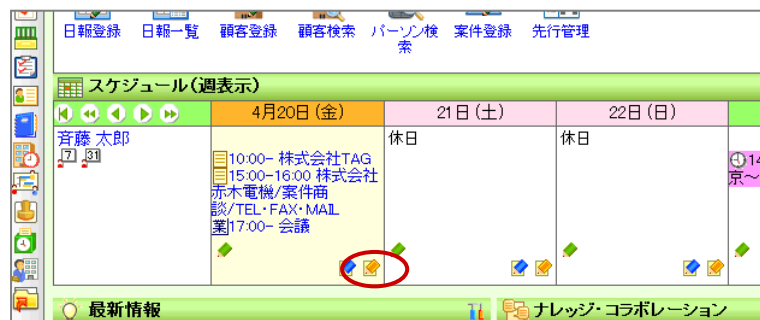 日報登録 日報一覧 顧客登録 顧客検索 パーソン検索 案件登録 先行管理
スケジュール(週表示)
4月20日(金) 21日(土) 22日(日)
斉藤 太郎
7 31
10:00- 株式会社TAG
15:00-16:00 株式会社
赤木電機/案件商
談/TEL・FAX・MAIL
業17:00- 会議
休日
休日
14
京~
最新情報
ナレッジ・コラボレーション